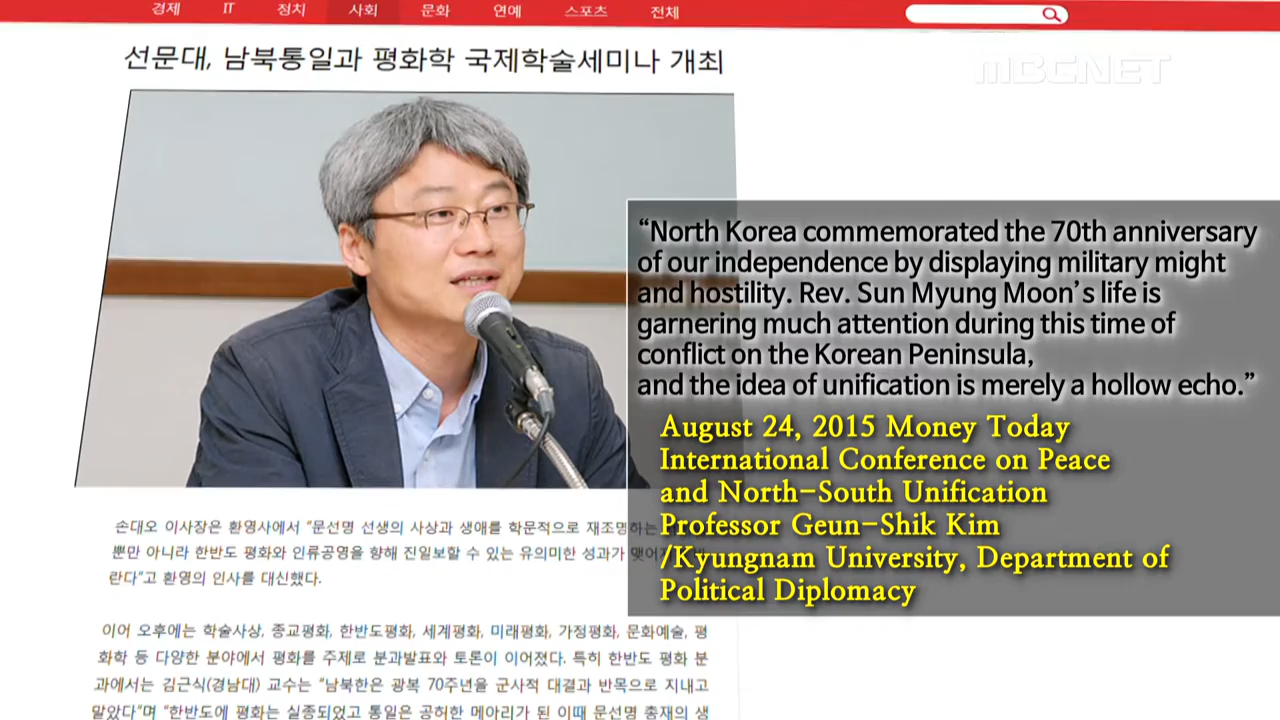 경제 IT 정치 사회 문화 연예 스포츠 전체
MBCNET
선문대, 남북통일과 평화학 국제학술세미나 개최
“North Korea commemorated the 70th anniversary
of our independence by displaying military might
and hostility. Rev. Sun Myung Moon’s life is
garnering much attention during this time of
conflict on the Korean Peninsula,
and the idea of unification is merely a hollow echo.”
August 24, 2015 Money Today
International Conference on Peace
and North-South Unification
Professor Geun-Shik Kim
/Kyungnam University, Department of
Political Diplomacy
손대오 이사장은 환영사에서 “문선명 선생의 사상과 생애를 학문적으로 재조명하는
뿐만 아니라 한반도 평화와 인류공영을 향해 진일보할 수 있는 유의미한 성과가
란다”고 환영의 인사를 대신했다.
이어 오후에는 학술사상, 종교평화, 한반도평화, 세계평화, 미래평화, 가정평화, 문화예술, 평
화학 등 다양한 분야에서 평화를 주제로 분과발표와 토론이 이어졌다. 특히 한반도 평화 분
과에서는 김근식(경남대) 교수는 “남북한은 광복 70주년을 군사적 대결과 반목으로 지내고
말았다”며 “한반도에 평화는 실종되었고 통일은 공허한 메아리가 된 이때 문선명 총재의 생